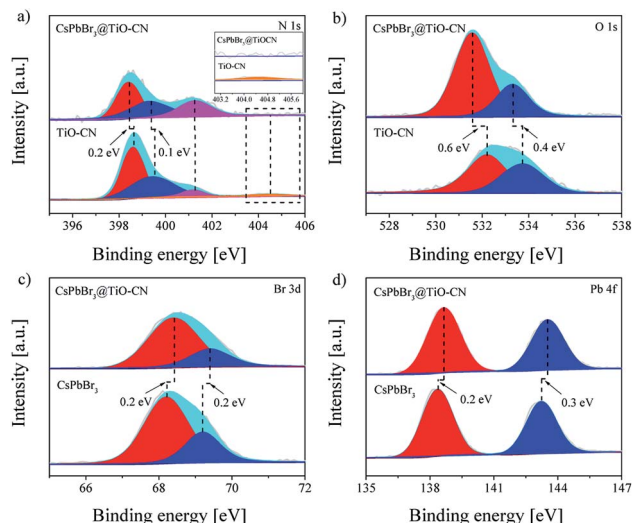 a)
N 1s
CsPbBr3@TiO-CN
CsPbBr3@TiOCN
TiO-CN
403.2 404.0 404.8 405.6
TiO-CN
0.2 eV
0.1 eV
Intensity [a.u.]
396 398 400 402 404 406
Binding energy [eV]
b)
O 1s
CsPbBr3@TiO-CN
TiO-CN
0.6 eV
0.4 eV
Intensity [a.u.]
528 530 532 534 536 538
Binding energy [eV]
c)
Br 3d
CsPbBr3@TiO-CN
CsPbBr3
0.2 eV
0.2 eV
Intensity [a.u.]
66 68 70 72
Binding energy [eV]
d)
Pb 4f
CsPbBr3@TiO-CN
CsPbBr3
0.2 eV
0.3 eV
Intensity [a.u.]
135 138 141 144 147
Binding energy [eV]